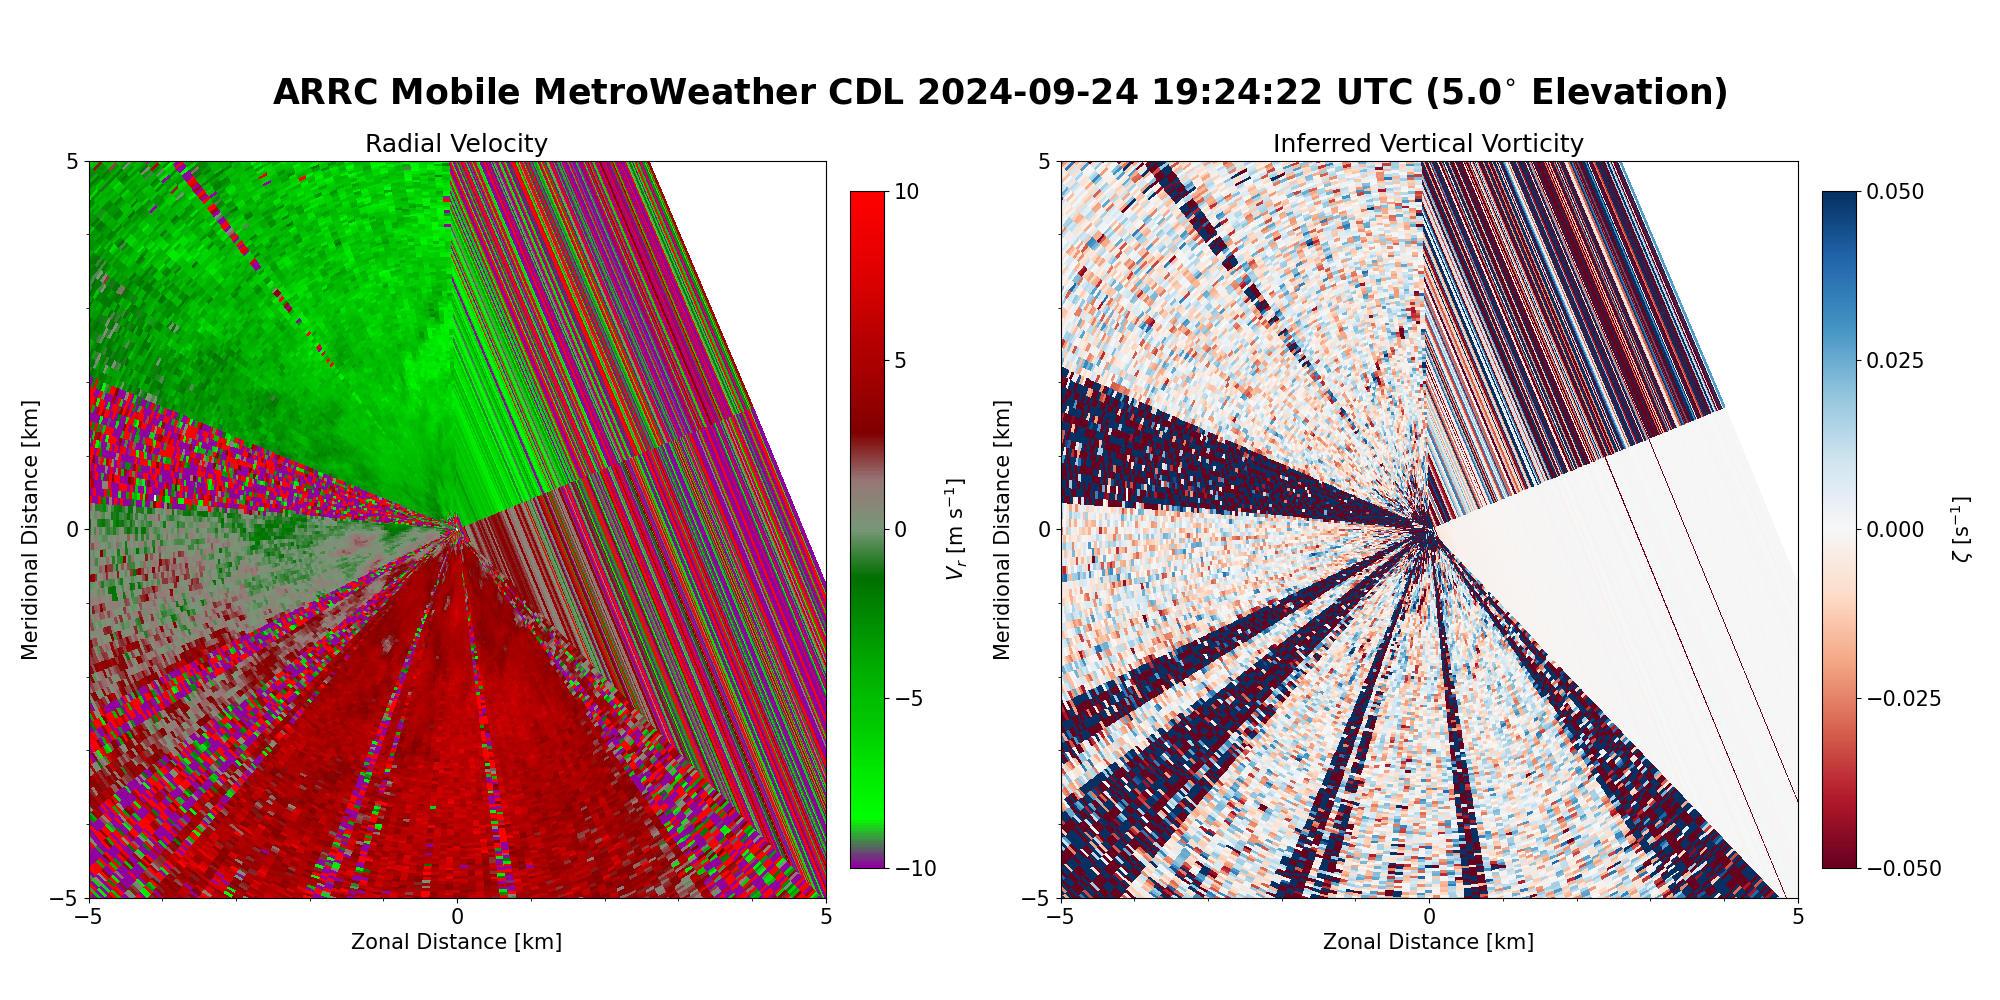 ARRC Mobile MetroWeather CDL 2024-09-24 19:24:22 UTC (5.0° Elevation)
Radial Velocity
5
0
−5
−5
0
5
Meridional Distance [km]
Zonal Distance [km]
10
5
0
−5
−10
V_r [m s⁻¹]
Inferred Vertical Vorticity
5
0
−5
−5
0
5
Meridional Distance [km]
Zonal Distance [km]
0.050
0.025
0.000
−0.025
−0.050
ζ [s⁻¹]